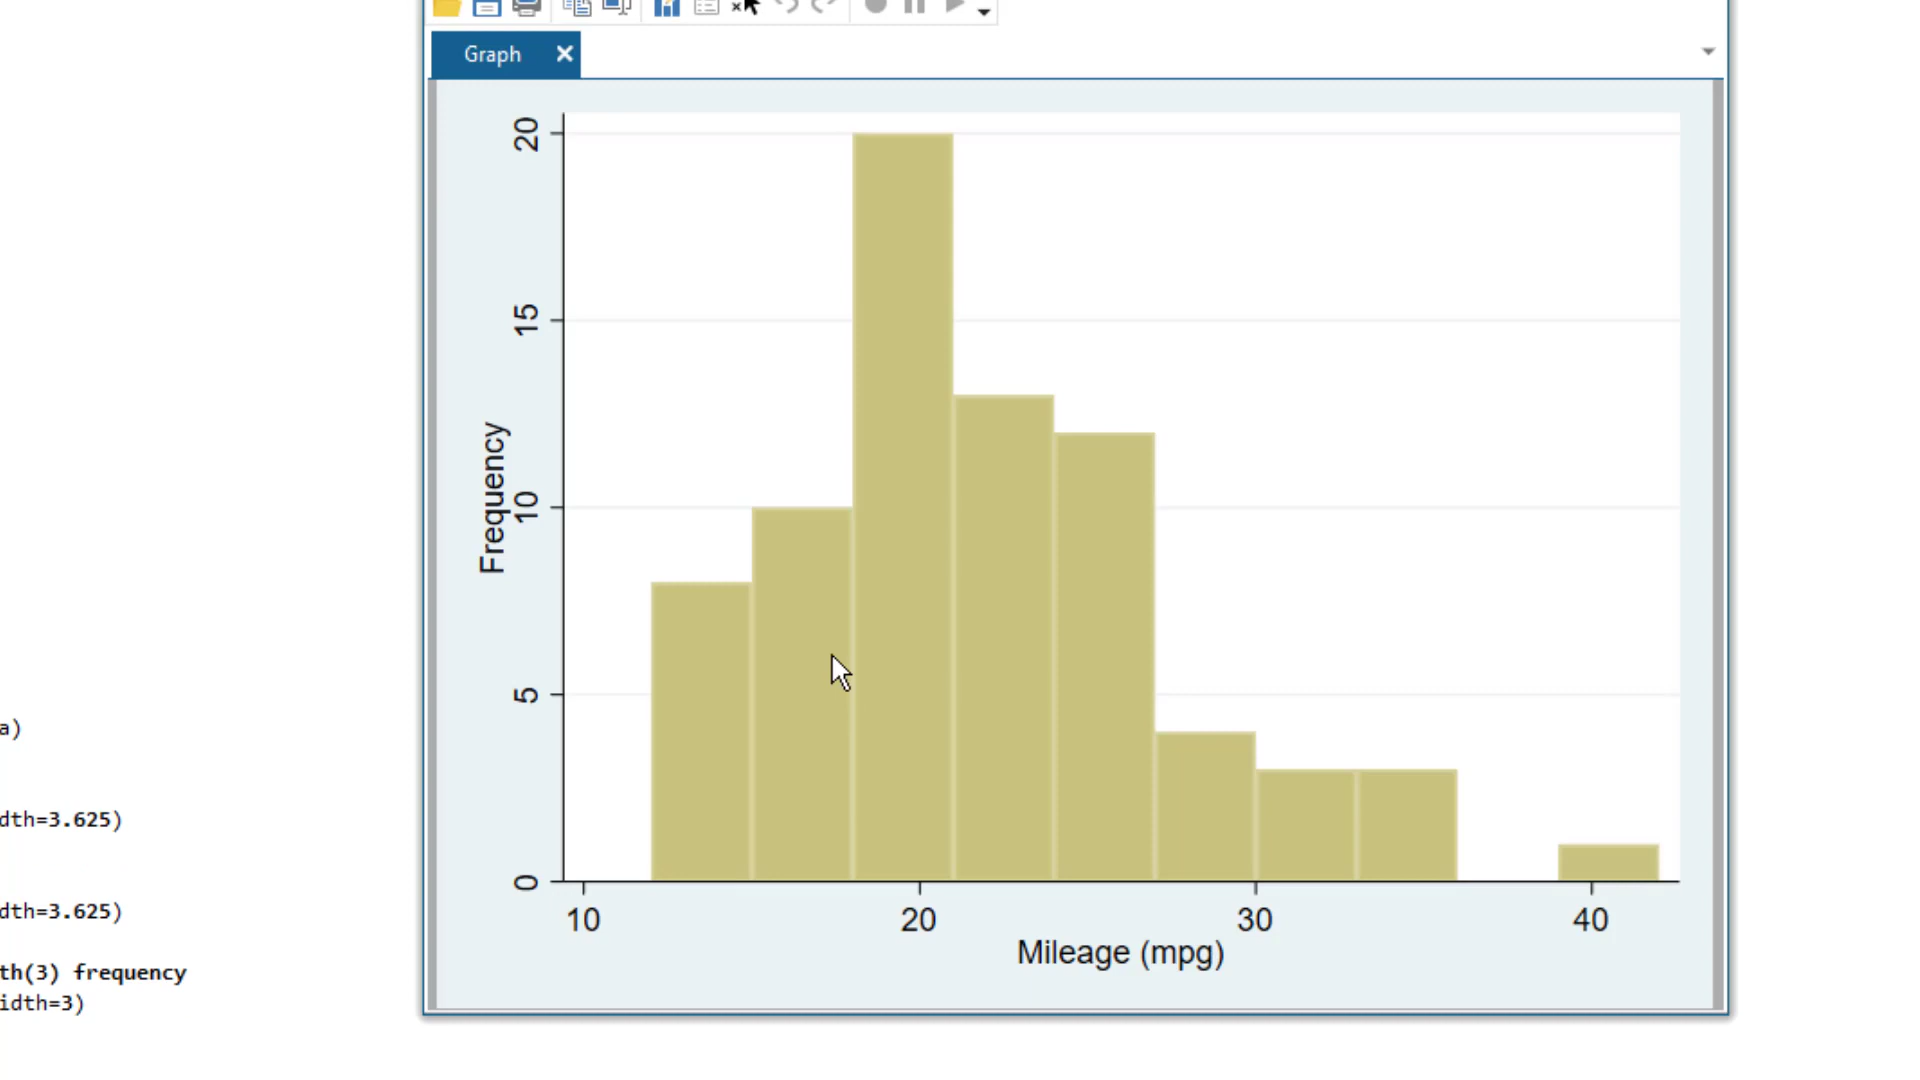 Graph
20
15
10
5
0
Frequency
10 20 30 40
Mileage (mpg)
a)
dth=3.625)
dth=3.625)
th(3) frequency
idth=3)